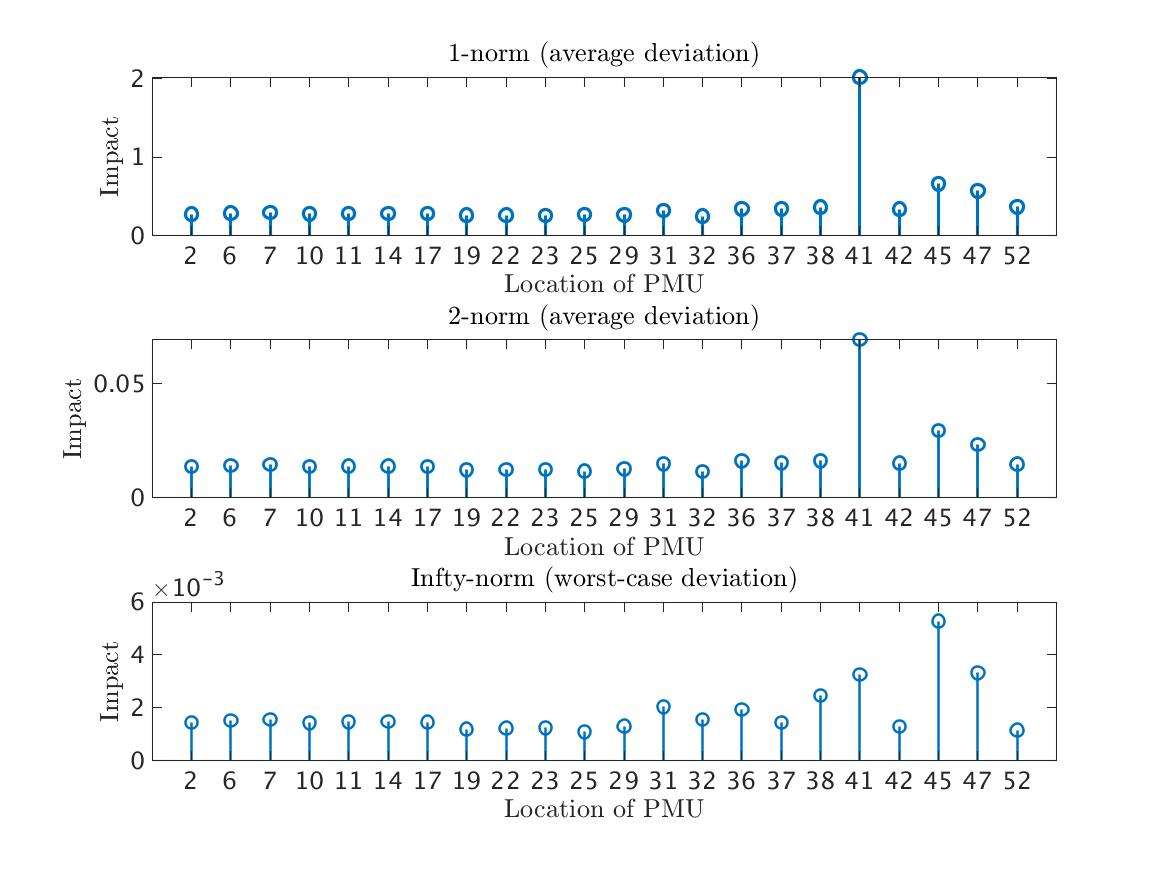 1-norm (average deviation)
2
1
0
Impact
2 6 7 10 11 14 17 19 22 23 25 29 31 32 36 37 38 41 42 45 47 52
Location of PMU
2-norm (average deviation)
0.05
0
Impact
2 6 7 10 11 14 17 19 22 23 25 29 31 32 36 37 38 41 42 45 47 52
Location of PMU
Infty-norm (worst-case deviation)
×10⁻³
6
4
2
0
Impact
2 6 7 10 11 14 17 19 22 23 25 29 31 32 36 37 38 41 42 45 47 52
Location of PMU